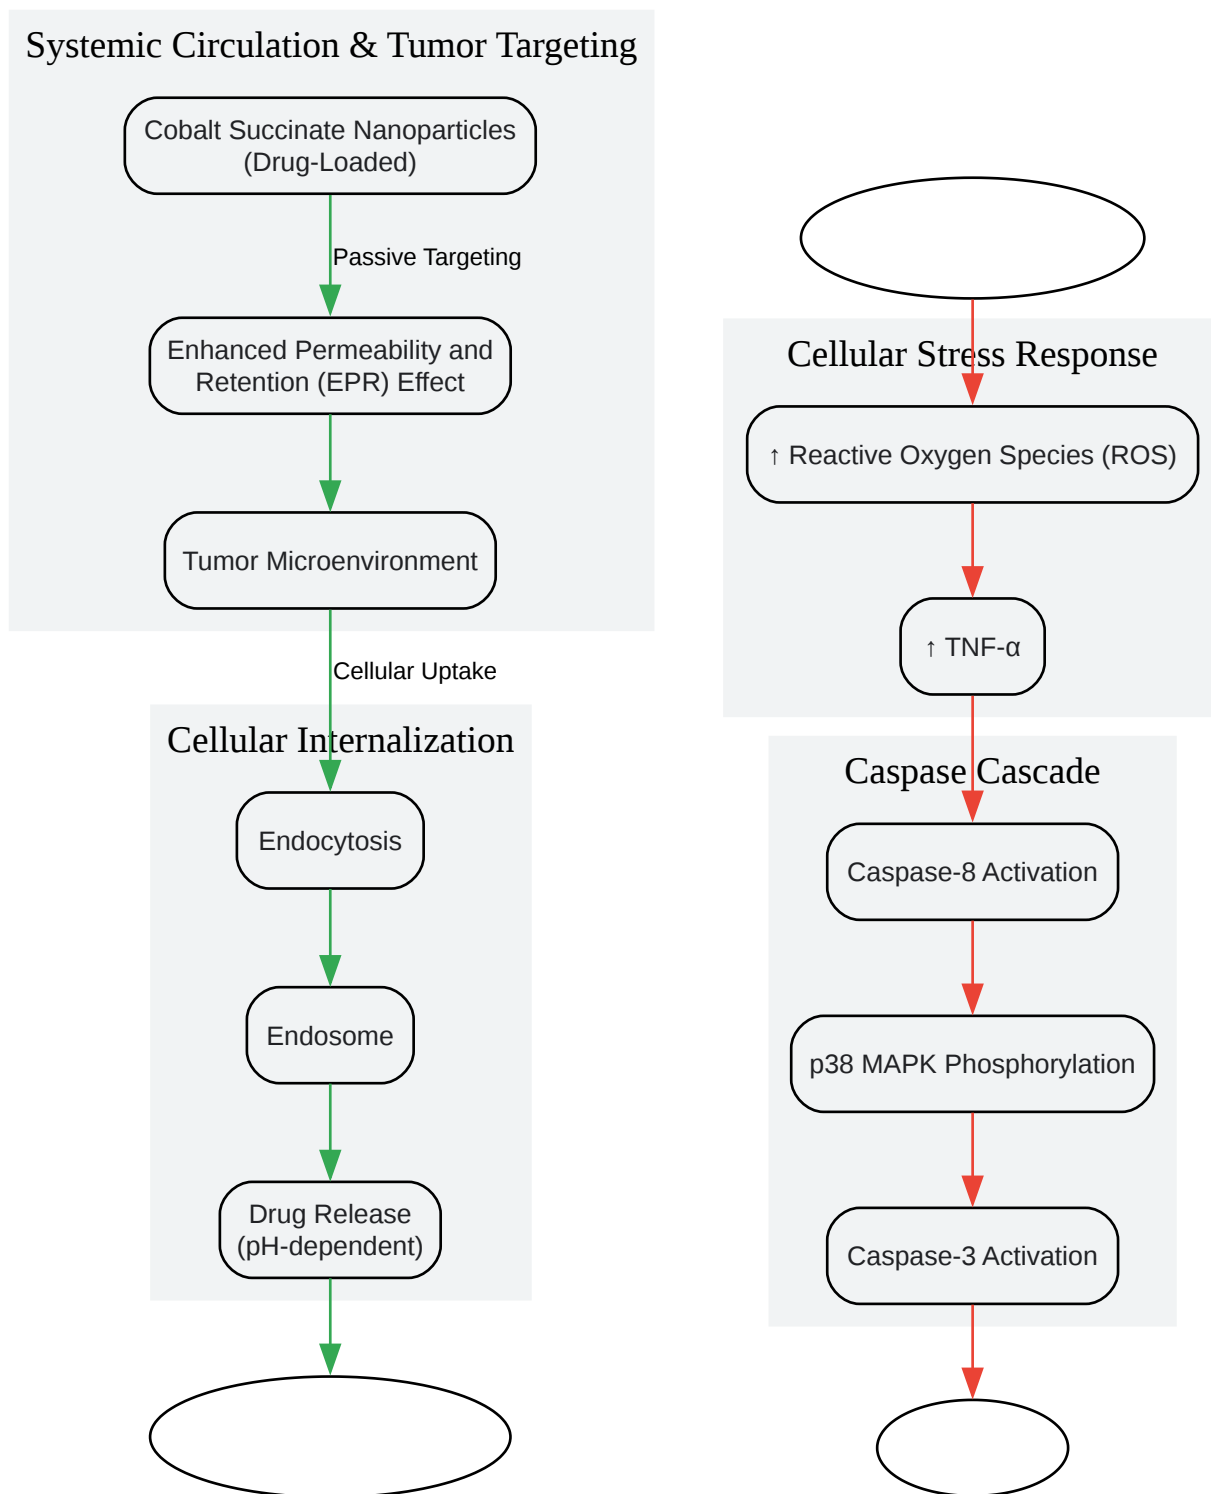 Systemic Circulation & Tumor Targeting
Cobalt Succinate Nanoparticles
(Drug-Loaded)
Passive Targeting
Enhanced Permeability and
Retention (EPR) Effect
Tumor Microenvironment
Cellular Uptake
Cellular Internalization
Endocytosis
Endosome
Drug Release
(pH-dependent)
Cellular Stress Response
↑ Reactive Oxygen Species (ROS)
↑ TNF-α
Caspase Cascade
Caspase-8 Activation
p38 MAPK Phosphorylation
Caspase-3 Activation